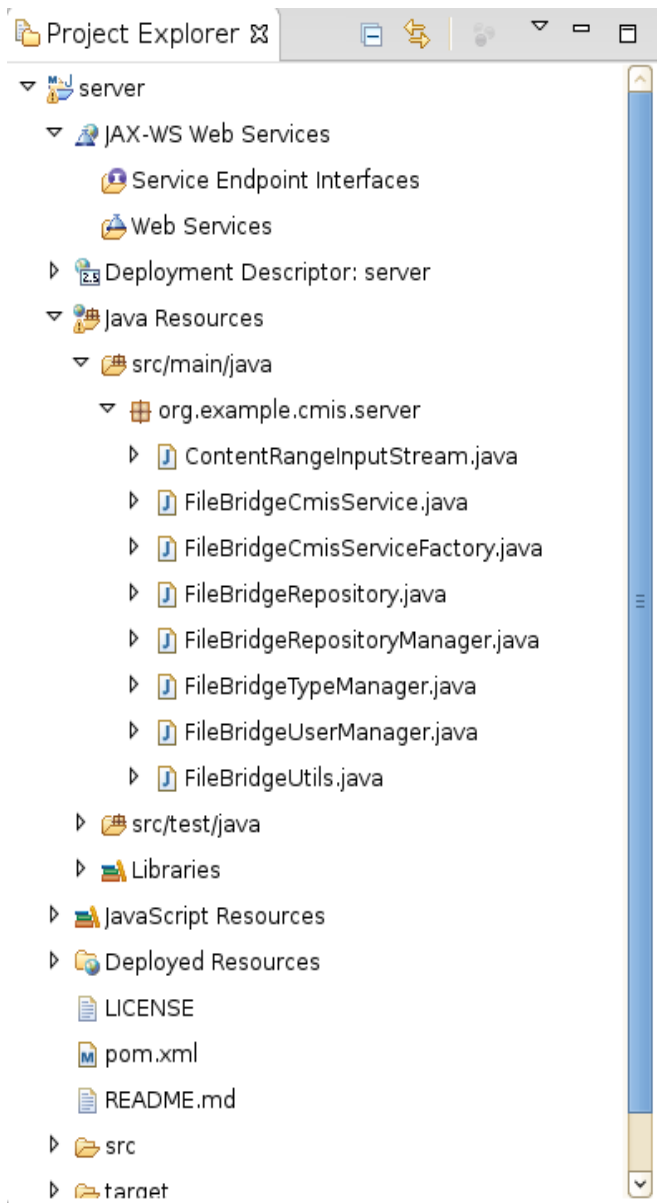 Project Explorer
server
JAX-WS Web Services
Service Endpoint Interfaces
Web Services
Deployment Descriptor: server
Java Resources
src/main/java
org.example.cmis.server
ContentRangeInputStream.java
FileBridgeCmisService.java
FileBridgeCmisServiceFactory.java
FileBridgeRepository.java
FileBridgeRepositoryManager.java
FileBridgeTypeManager.java
FileBridgeUserManager.java
FileBridgeUtils.java
src/test/java
Libraries
JavaScript Resources
Deployed Resources
LICENSE
pom.xml
README.md
src
target